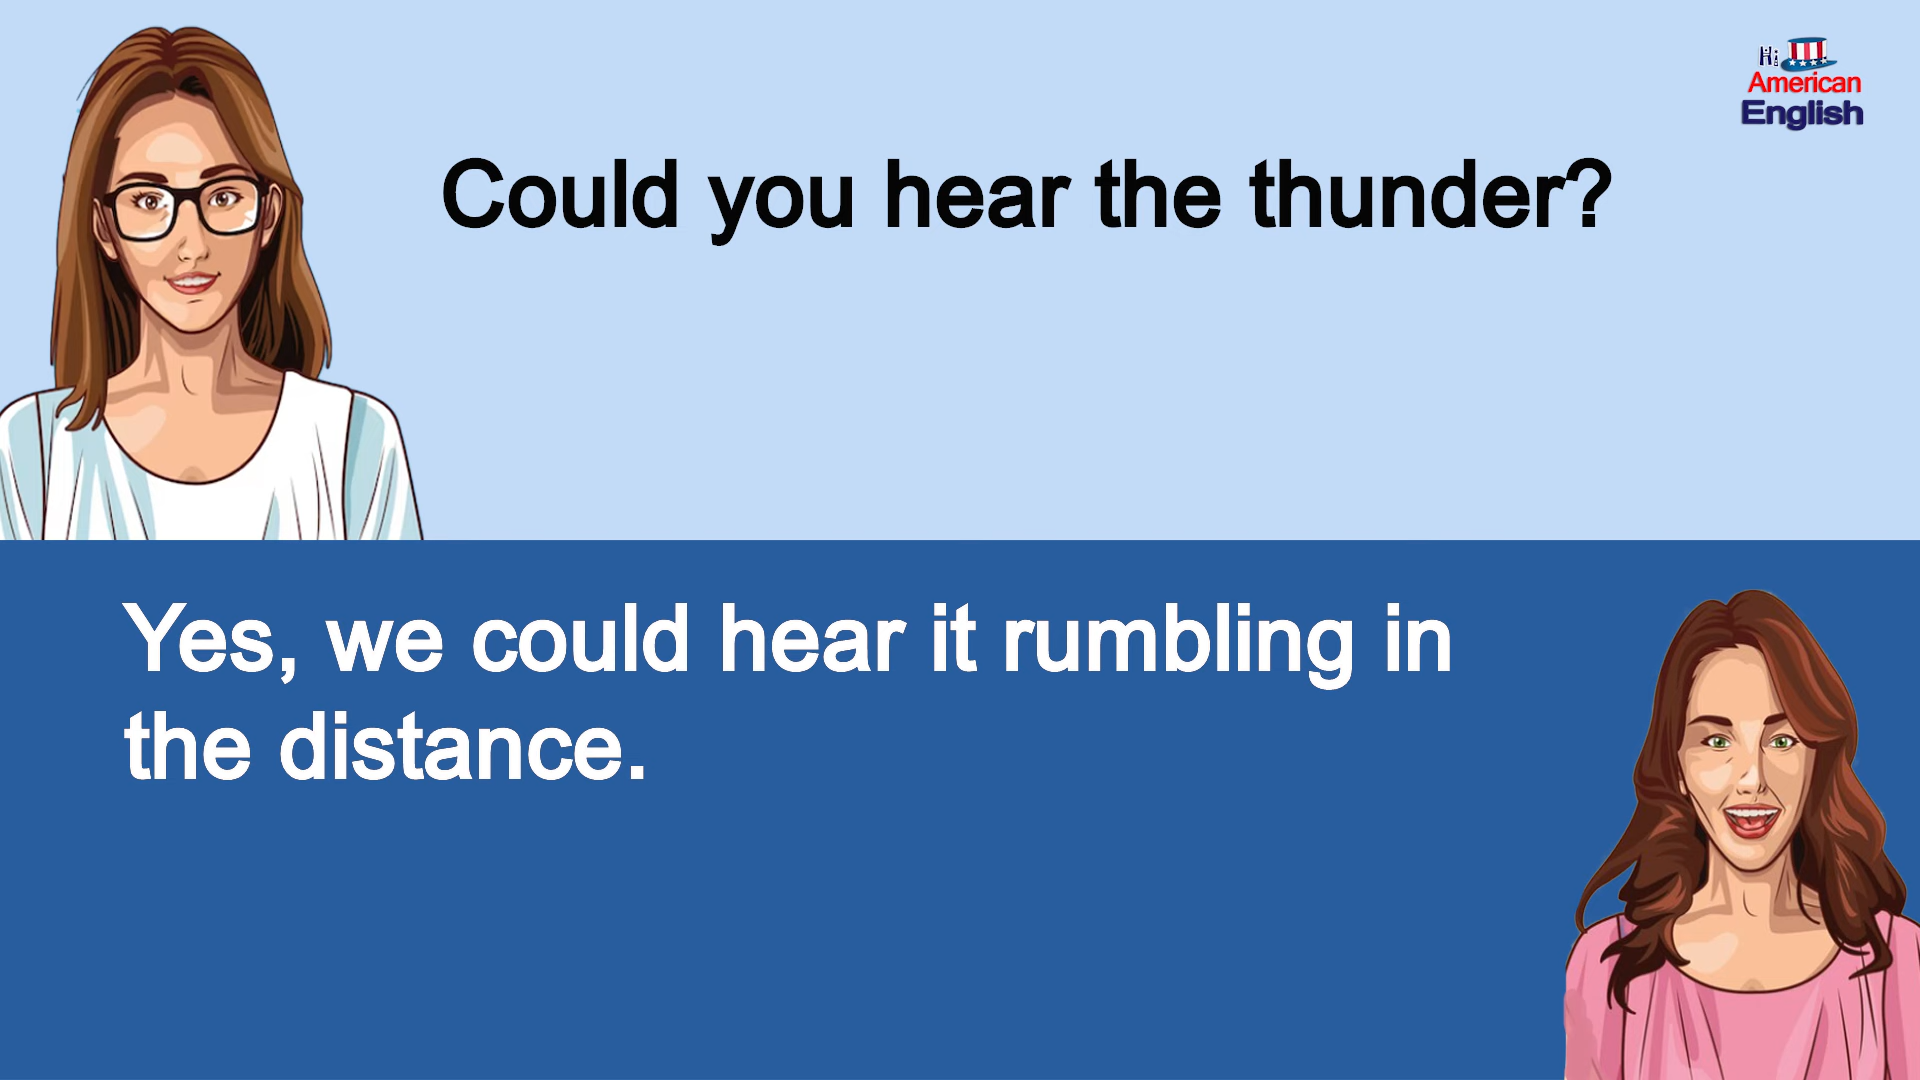 Hi
American
English
Could you hear the thunder?
Yes, we could hear it rumbling in
the distance.